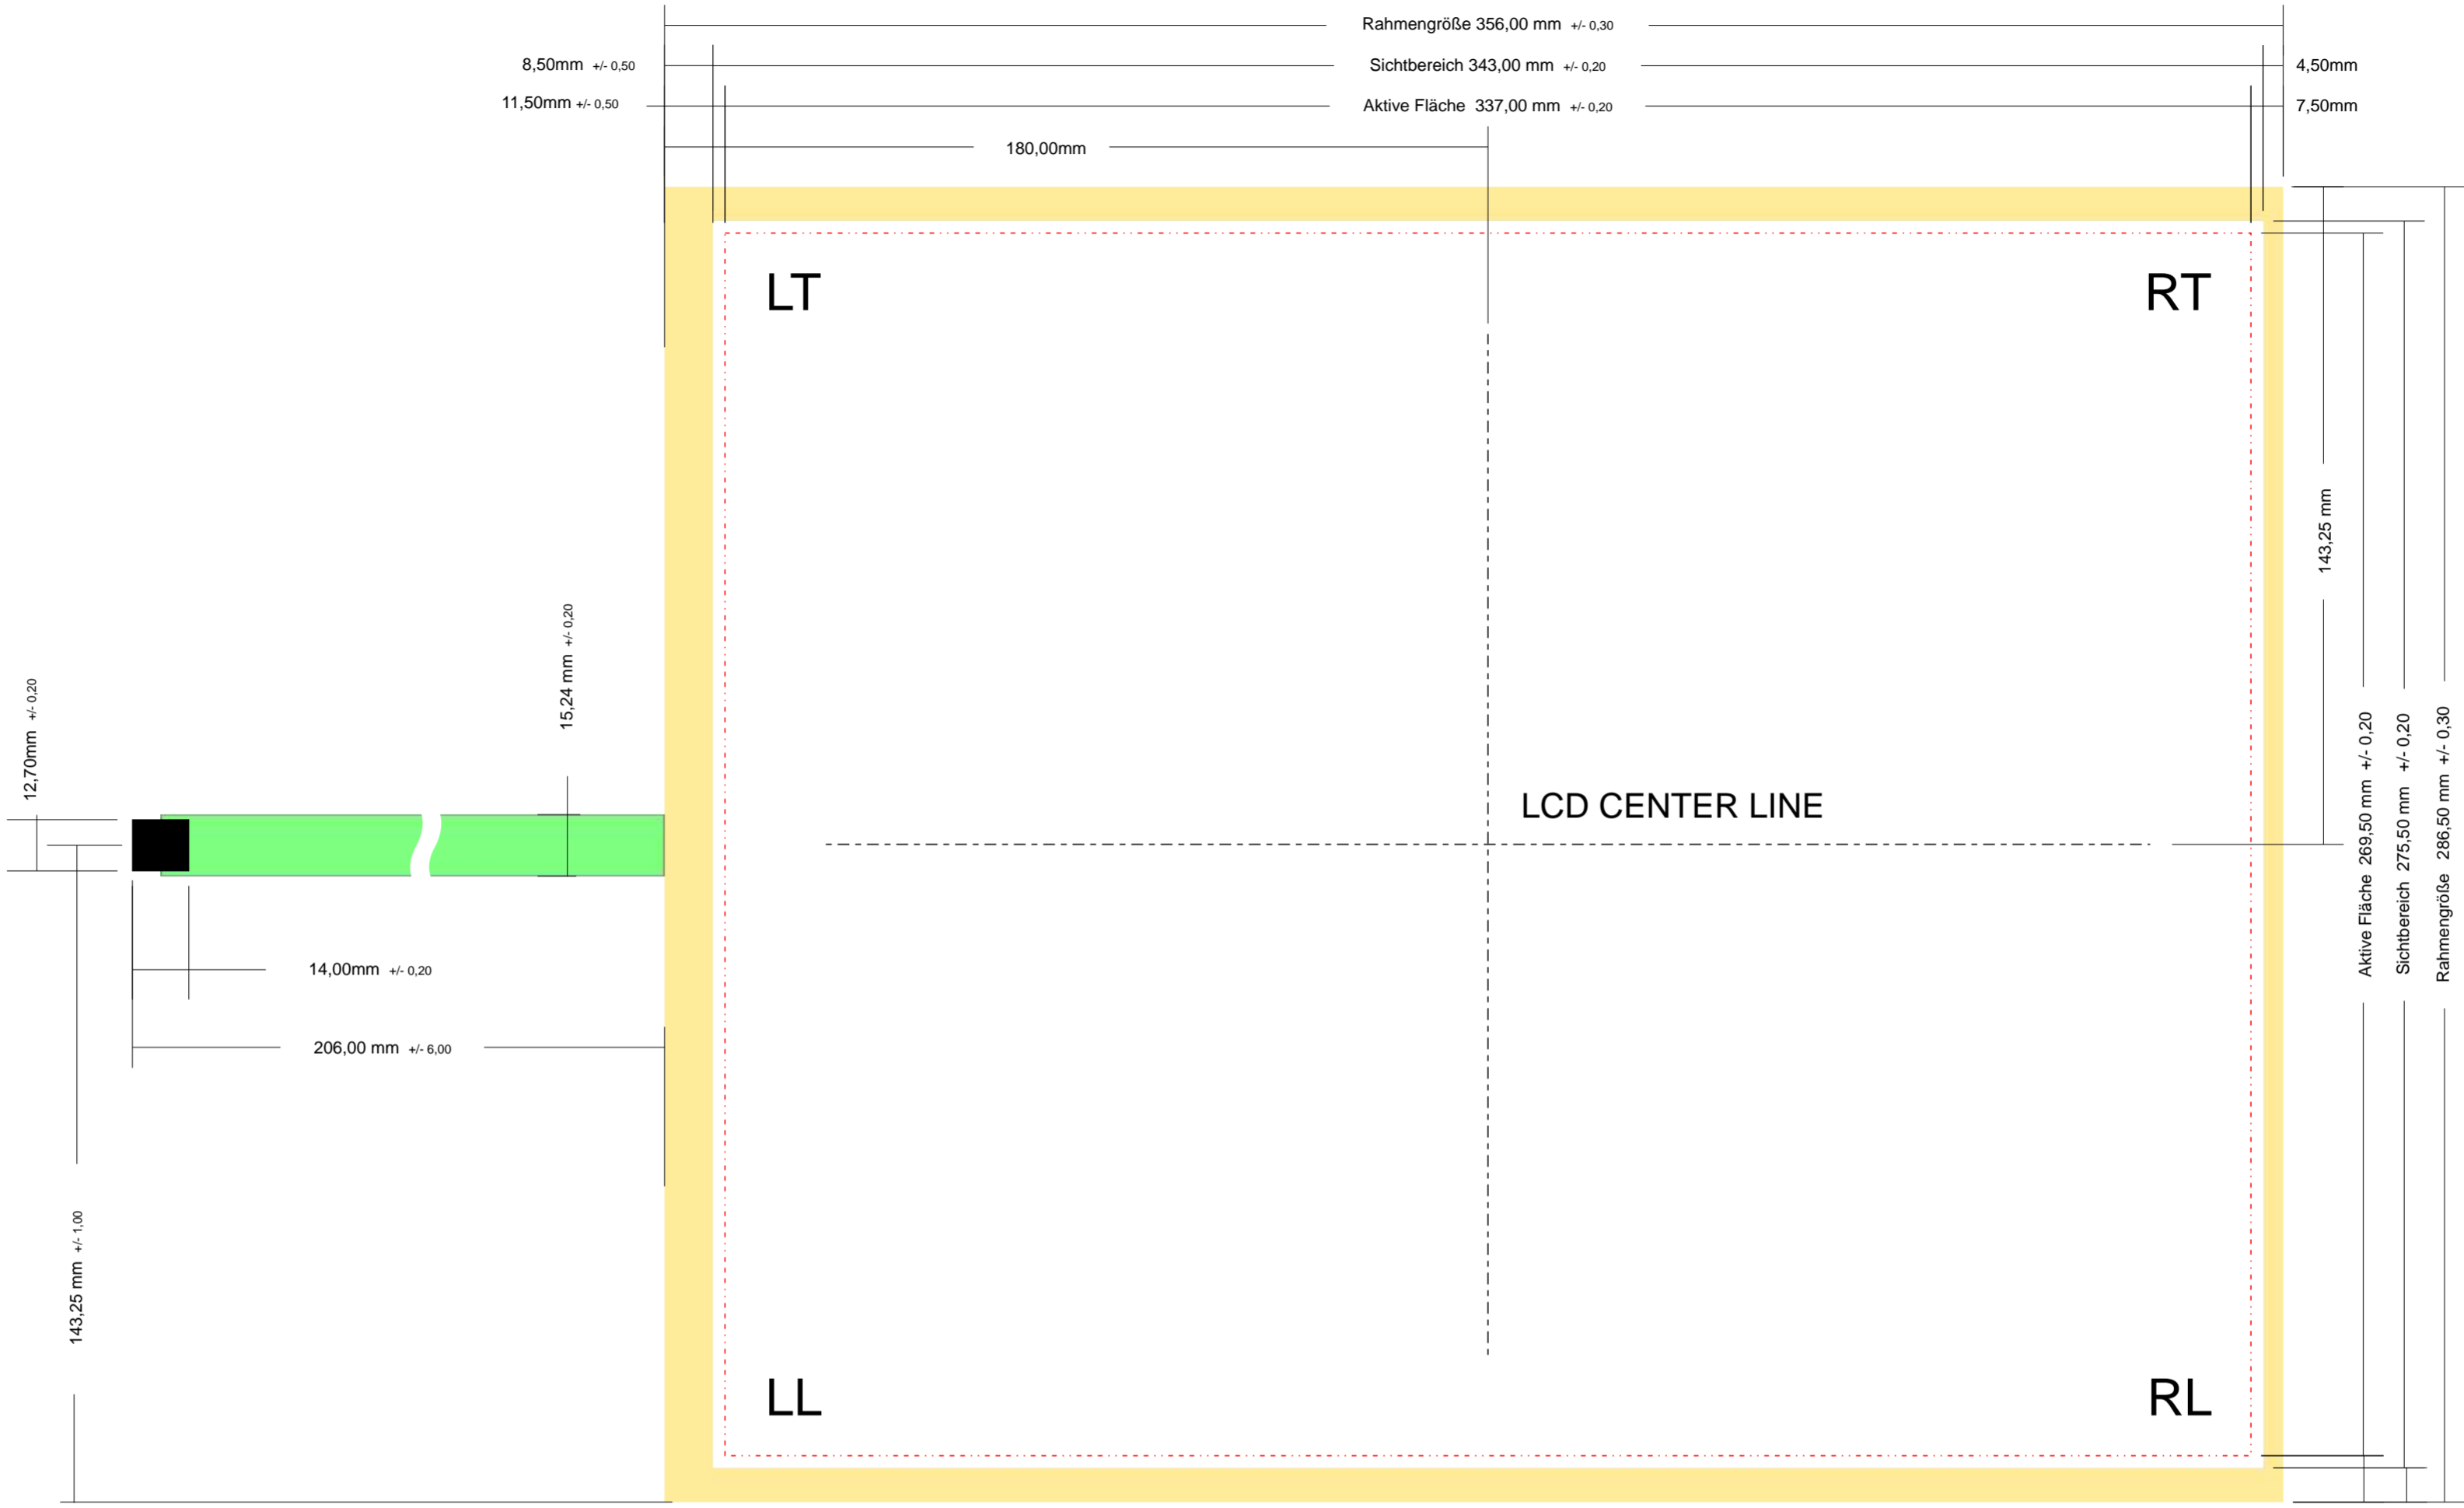 Rahmengröße 356,00 mm +/- 0,30
8,50mm +/- 0,50
Sichtbereich 343,00 mm +/- 0,20
4,50mm
11,50mm +/- 0,50
Aktive Fläche 337,00 mm +/- 0,20
7,50mm
180,00mm
LT
RT
143,25 mm
15,24 mm +/- 0,20
12,70mm +/- 0,20
LCD CENTER LINE
Aktive Fläche 269,50 mm +/- 0,20
Sichtbereich 275,50 mm +/- 0,20
Rahmengröße 286,50 mm +/- 0,30
14,00mm +/- 0,20
206,00 mm +/- 6,00
143,25 mm +/- 1,00
LL
RL